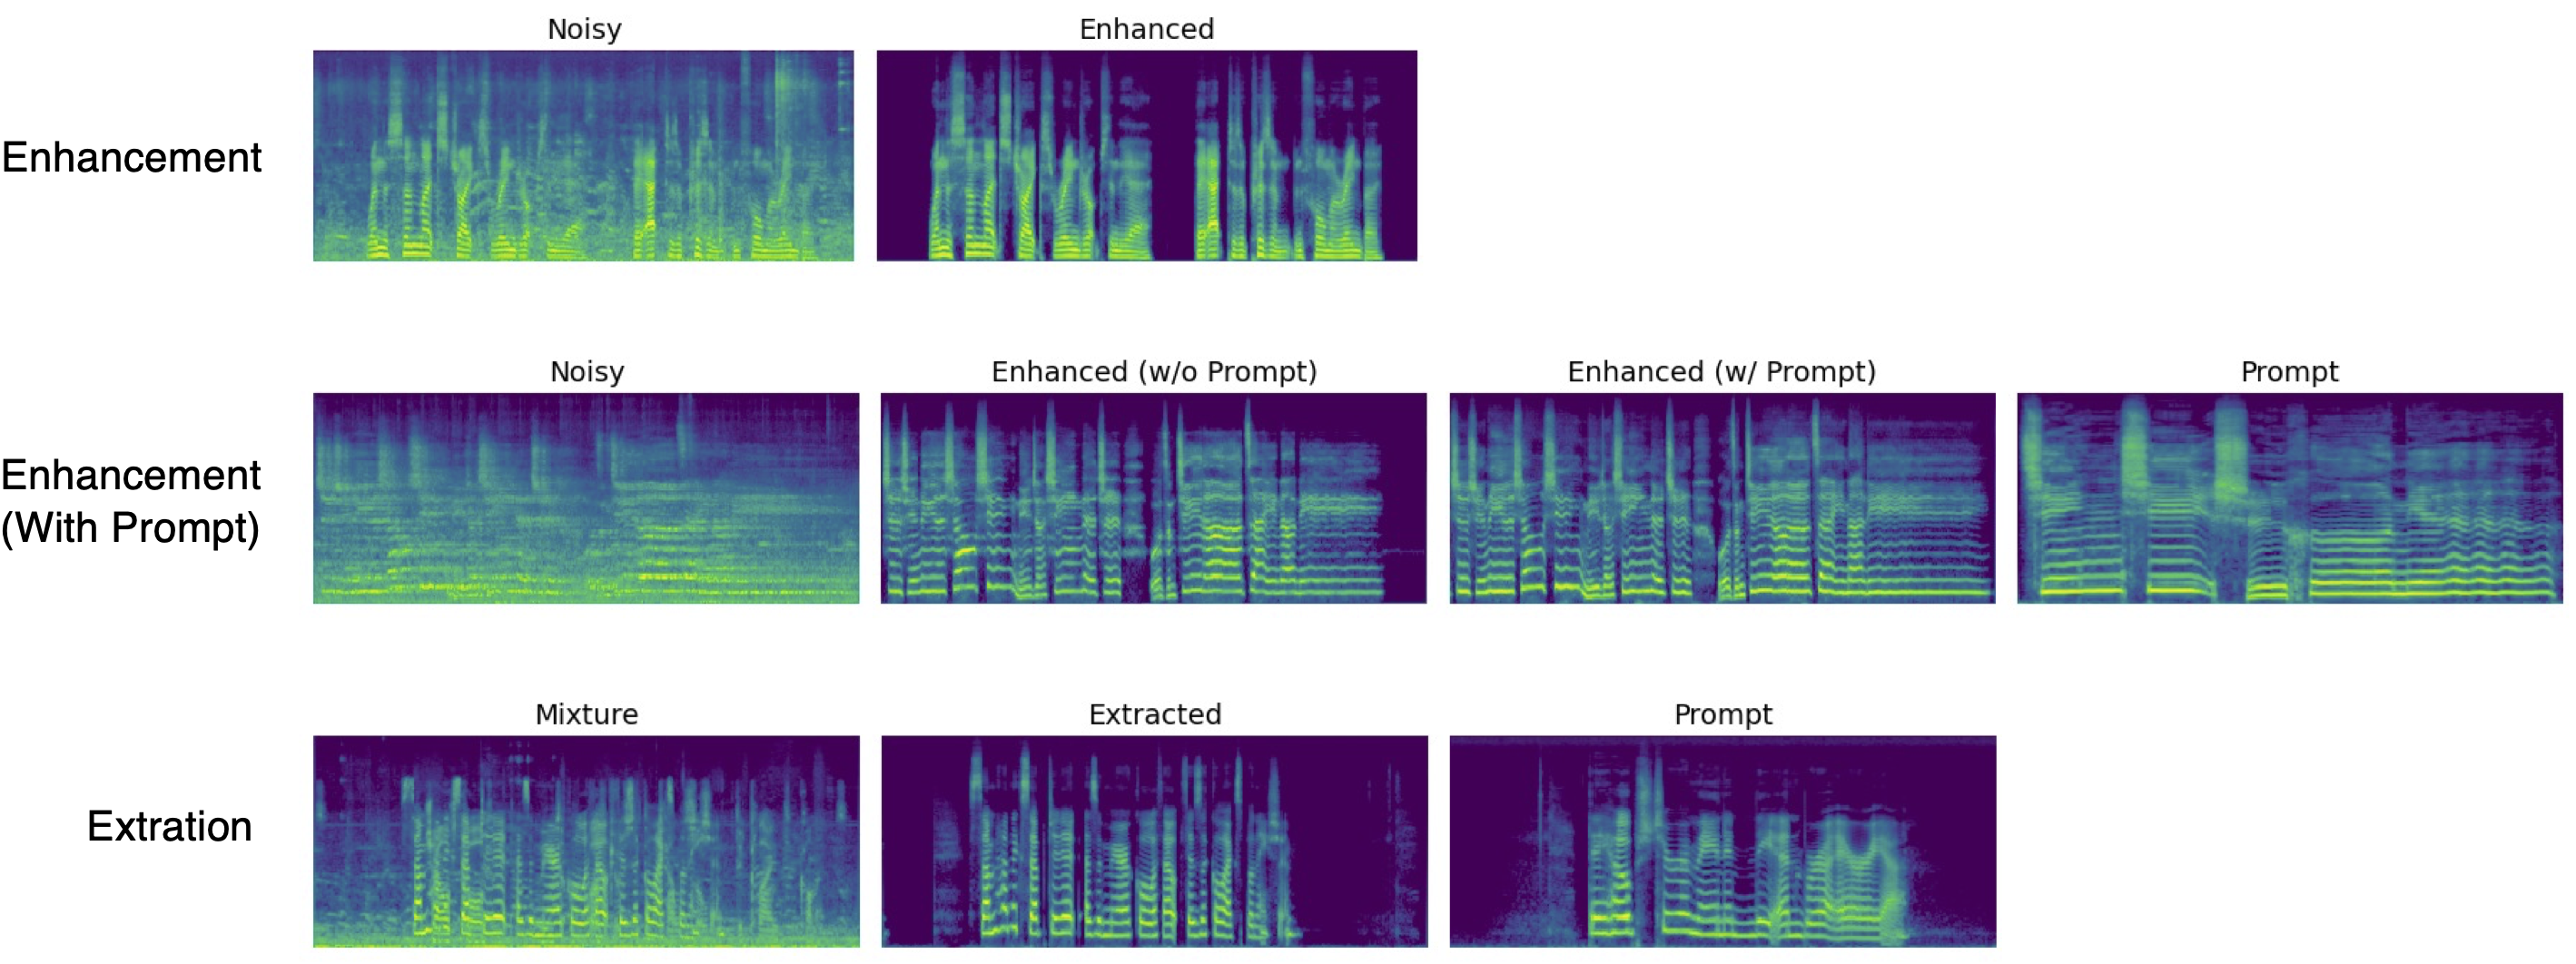 Noisy
Enhanced
Enhancement
Noisy
Enhanced (w/o Prompt)
Enhanced (w/ Prompt)
Prompt
Enhancement
(With Prompt)
Mixture
Extracted
Prompt
Extration